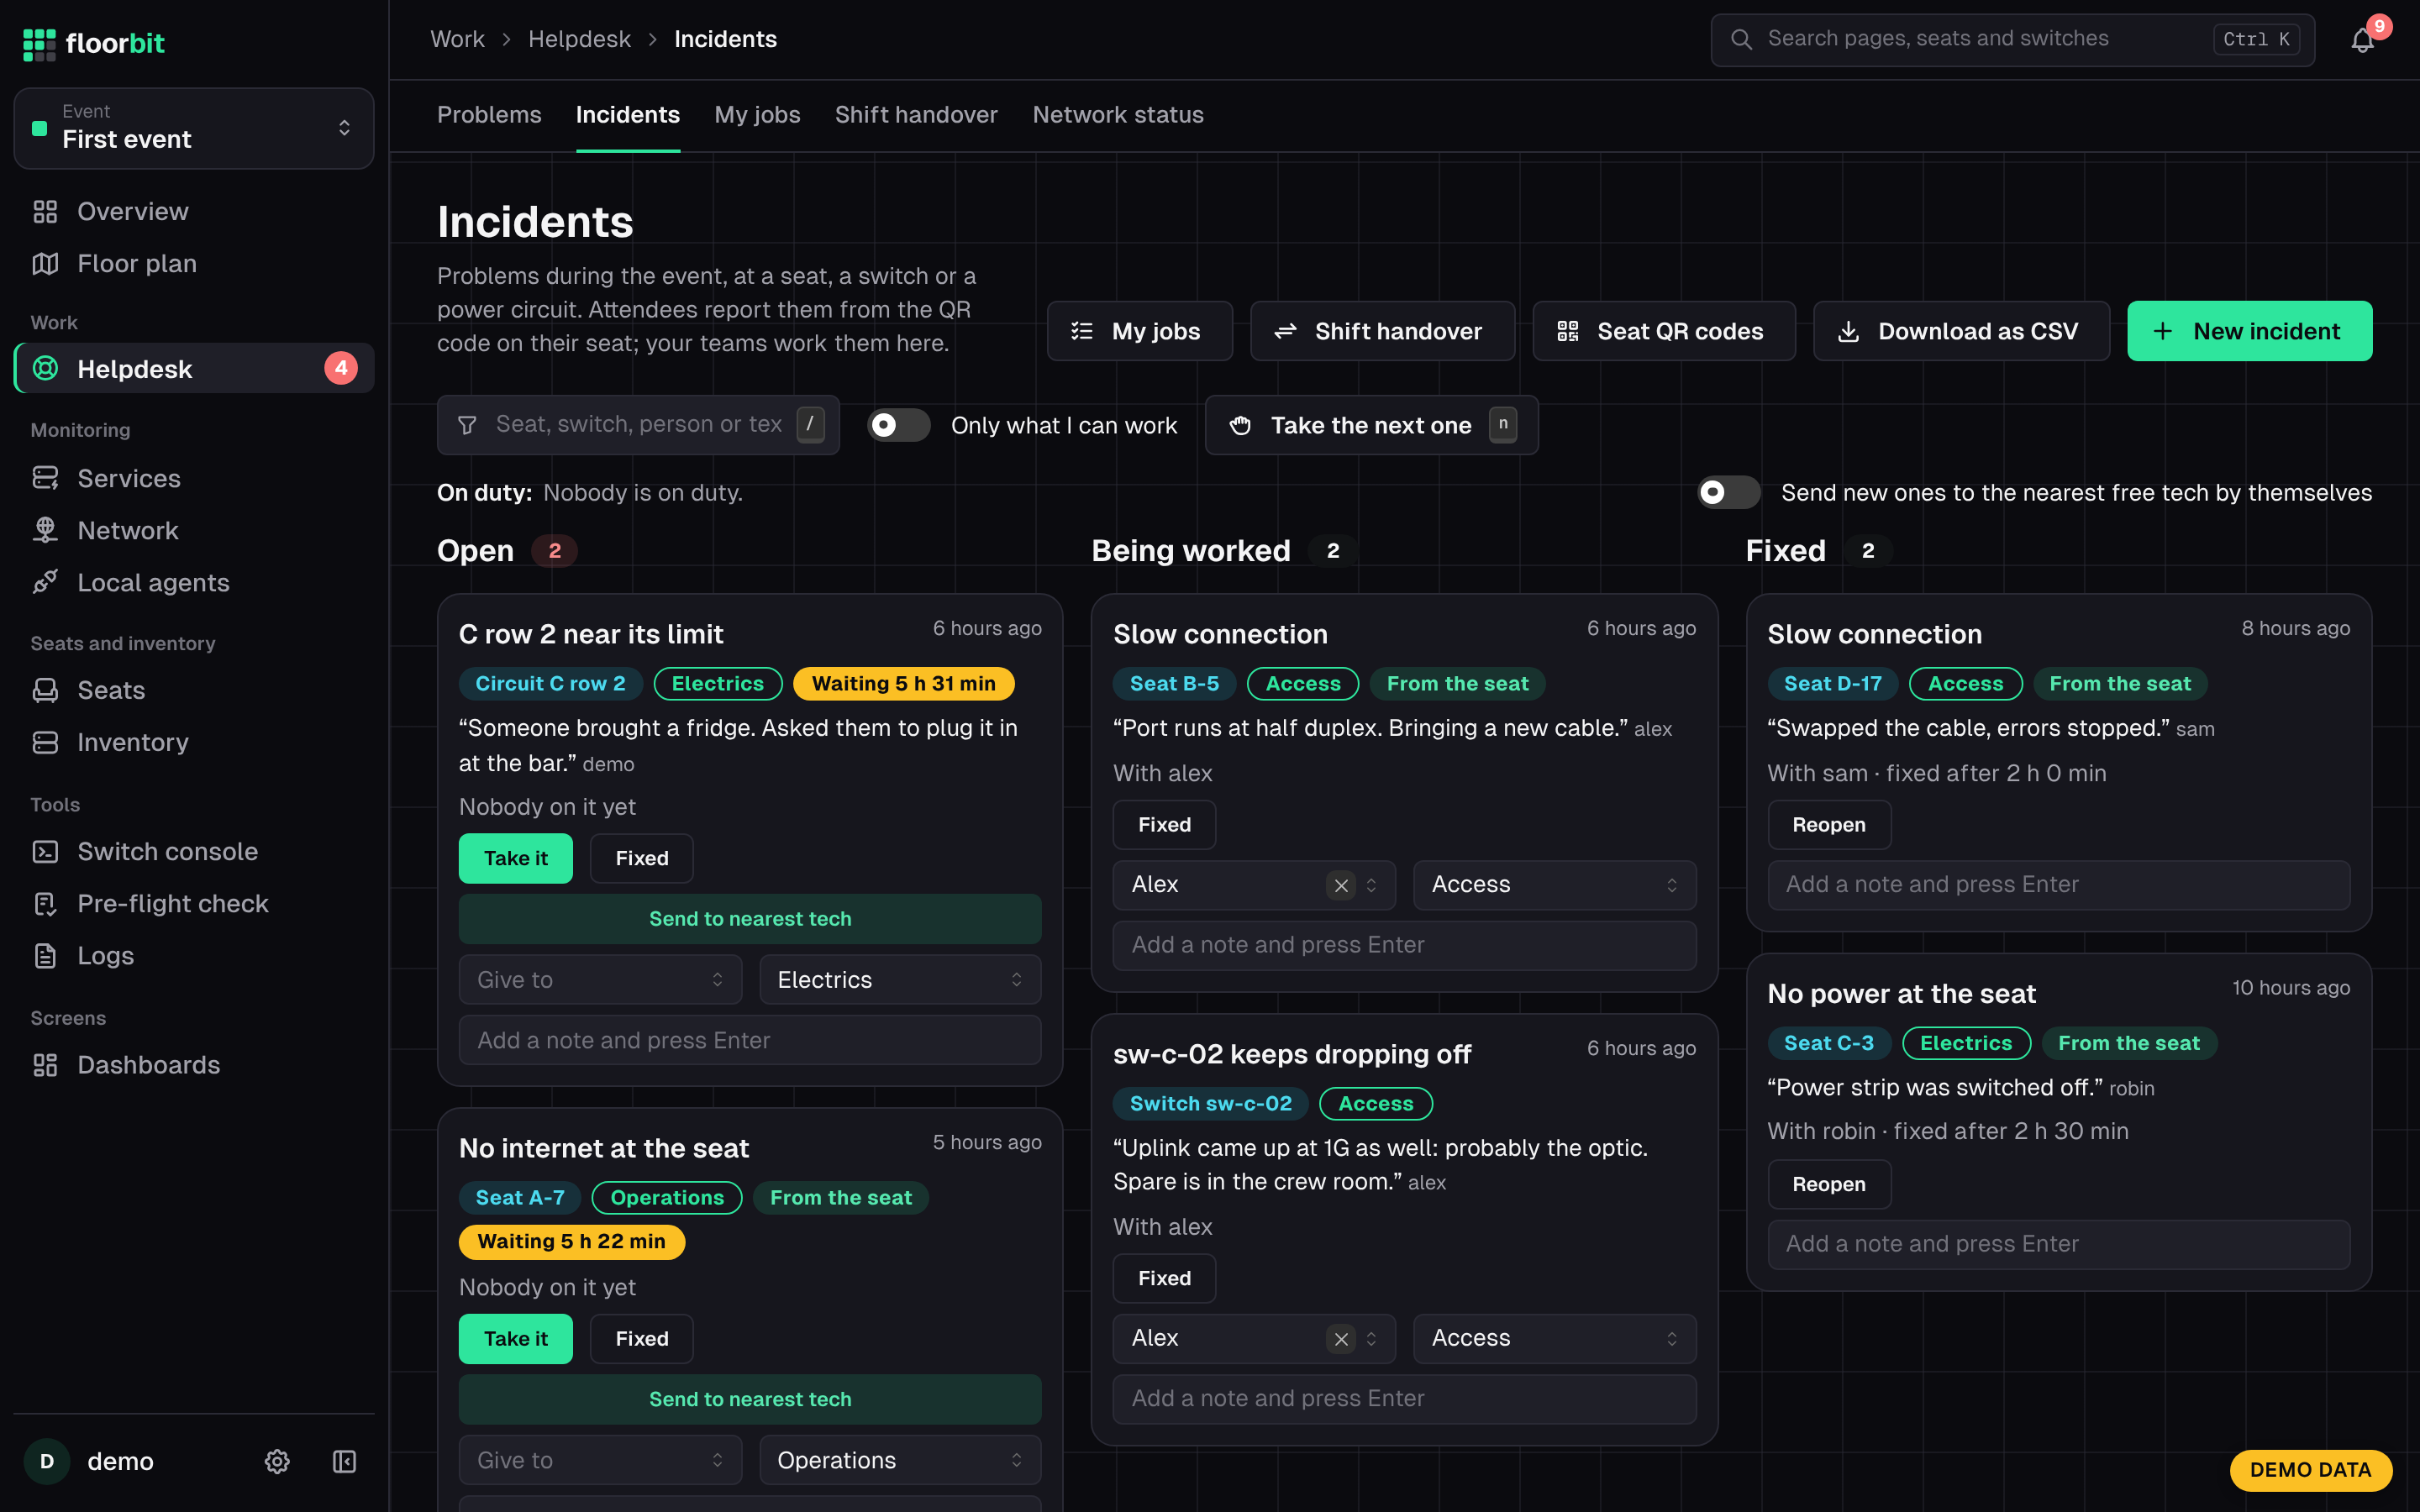 floorbit
Event
First event
Overview
Floor plan
Work
Helpdesk 4
Monitoring
Services
Network
Local agents
Seats and inventory
Seats
Inventory
Tools
Switch console
Pre-flight check
Logs
Screens
Dashboards
D demo
Work Helpdesk Incidents
Search pages, seats and switches Ctrl K
9
Problems Incidents My jobs Shift handover Network status
Incidents
Problems during the event, at a seat, a switch or a
power circuit. Attendees report them from the QR
code on their seat; your teams work them here.
My jobs Shift handover Seat QR codes Download as CSV New incident
Seat, switch, person or tex / Only what I can work Take the next one n
On duty: Nobody is on duty. Send new ones to the nearest free tech by themselves
Open 2
C row 2 near its limit 6 hours ago
Circuit C row 2 Electrics Waiting 5 h 31 min
“Someone brought a fridge. Asked them to plug it in
at the bar.” demo
Nobody on it yet
Take it Fixed
Send to nearest tech
Give to Electrics
Add a note and press Enter
No internet at the seat 5 hours ago
Seat A-7 Operations From the seat
Waiting 5 h 22 min
Nobody on it yet
Take it Fixed
Send to nearest tech
Give to Operations
Being worked 2
Slow connection 6 hours ago
Seat B-5 Access From the seat
“Port runs at half duplex. Bringing a new cable.” alex
With alex
Fixed
Alex Access
Add a note and press Enter
sw-c-02 keeps dropping off 6 hours ago
Switch sw-c-02 Access
“Uplink came up at 1G as well: probably the optic.
Spare is in the crew room.” alex
With alex
Fixed
Alex Access
Add a note and press Enter
Fixed 2
Slow connection 8 hours ago
Seat D-17 Access From the seat
“Swapped the cable, errors stopped.” sam
With sam · fixed after 2 h 0 min
Reopen
Add a note and press Enter
No power at the seat 10 hours ago
Seat C-3 Electrics From the seat
“Power strip was switched off.” robin
With robin · fixed after 2 h 30 min
Reopen
Add a note and press Enter
DEMO DATA